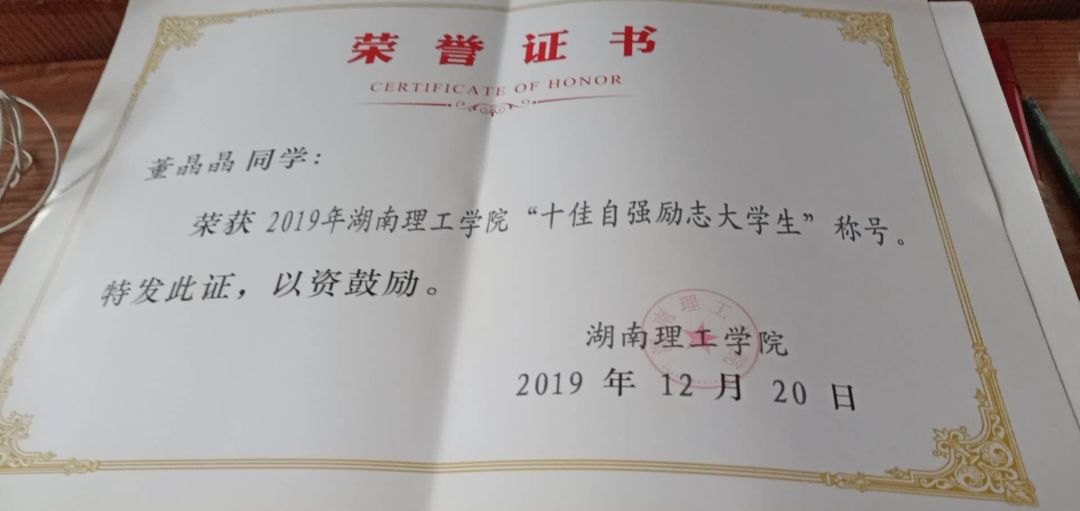 荣誉证书
CERTIFICATE OF HONOR
董晶晶 同学：
荣获 2019年湖南理工学院“十佳自强励志大学生”称号。
特发此证，以资鼓励。
湖南理工学院
2019 年 12 月 20 日